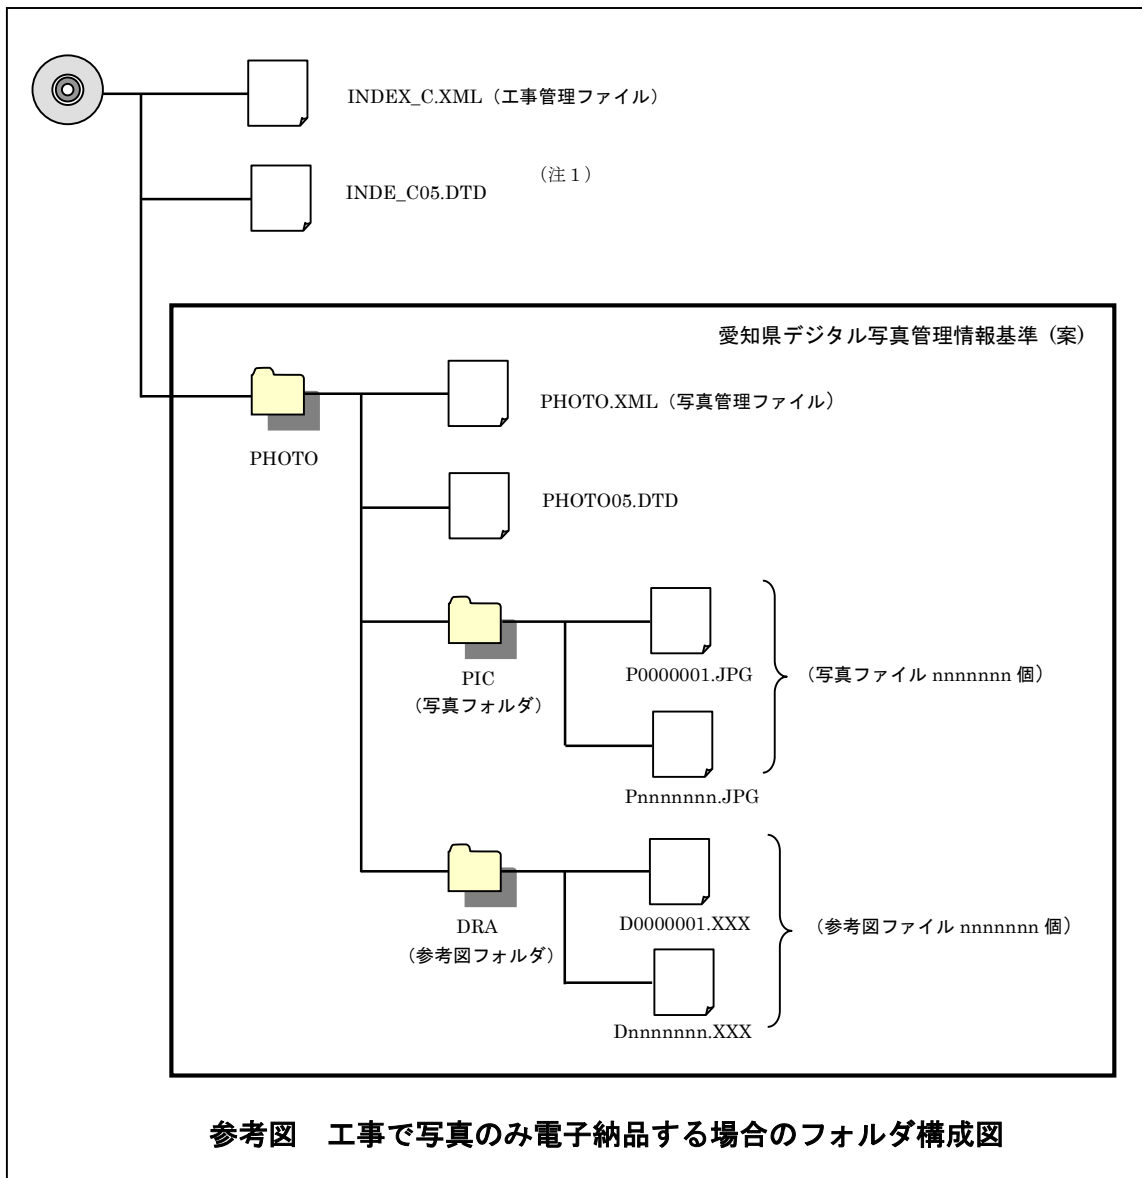 INDEX_C.XML（工事管理ファイル）
（注１）
INDE_C05.DTD
愛知県デジタル写真管理情報基準 (案)
PHOTO.XML（写真管理ファイル）
PHOTO
PHOTO05.DTD
P0000001.JPG
（写真ファイル nnnnnnn 個）
PIC
（写真フォルダ）
Pnnnnnnn.JPG
D0000001.XXX
（参考図ファイル nnnnnnn 個）
DRA
（参考図フォルダ）
Dnnnnnnn.XXX
参考図　工事で写真のみ電子納品する場合のフォルダ構成図